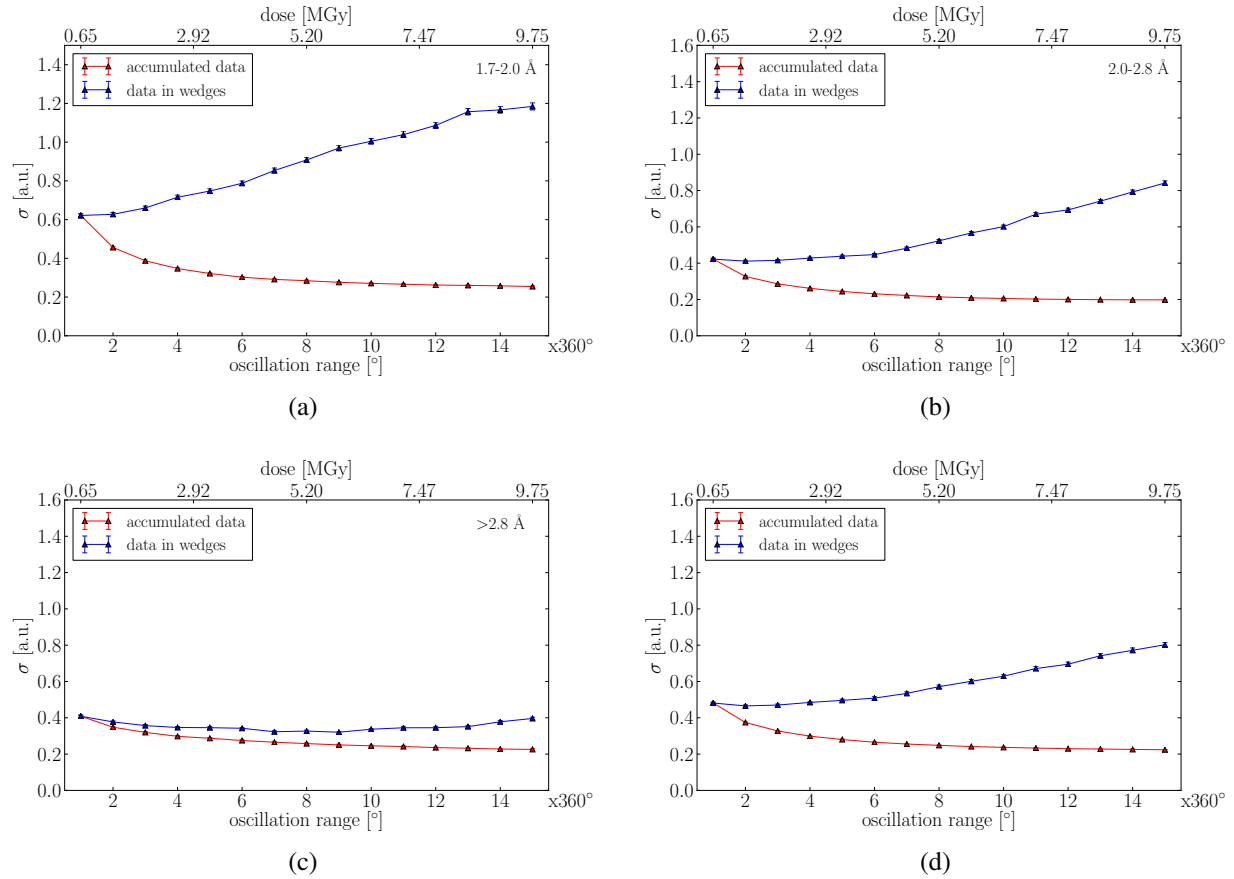 dose [MGy]
0.65 2.92 5.20 7.47 9.75
accumulated data
data in wedges
1.7-2.0 Å
σ [a.u.]
1.4
1.2
1.0
0.8
0.6
0.4
0.2
0.0
2 4 6 8 10 12 14 x360°
oscillation range [°]
(a)
dose [MGy]
0.65 2.92 5.20 7.47 9.75
accumulated data
data in wedges
2.0-2.8 Å
σ [a.u.]
1.6
1.4
1.2
1.0
0.8
0.6
0.4
0.2
0.0
2 4 6 8 10 12 14 x360°
oscillation range [°]
(b)
dose [MGy]
0.65 2.92 5.20 7.47 9.75
accumulated data
data in wedges
>2.8 Å
σ [a.u.]
1.6
1.4
1.2
1.0
0.8
0.6
0.4
0.2
0.0
2 4 6 8 10 12 14 x360°
oscillation range [°]
(c)
dose [MGy]
0.65 2.92 5.20 7.47 9.75
accumulated data
data in wedges
σ [a.u.]
1.6
1.4
1.2
1.0
0.8
0.6
0.4
0.2
0.0
2 4 6 8 10 12 14 x360°
oscillation range [°]
(d)